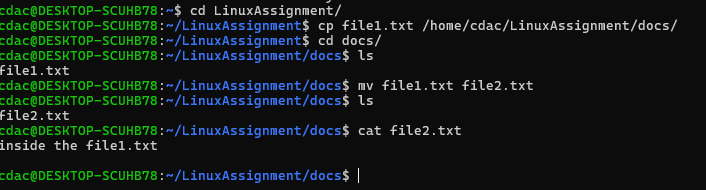 cdac@DESKTOP-SCUHB78:~$ cd LinuxAssignment/
cdac@DESKTOP-SCUHB78:~/LinuxAssignment$ cp file1.txt /home/cdac/LinuxAssignment/docs/
cdac@DESKTOP-SCUHB78:~/LinuxAssignment$ cd docs/
cdac@DESKTOP-SCUHB78:~/LinuxAssignment/docs$ ls
file1.txt
cdac@DESKTOP-SCUHB78:~/LinuxAssignment/docs$ mv file1.txt file2.txt
cdac@DESKTOP-SCUHB78:~/LinuxAssignment/docs$ ls
file2.txt
cdac@DESKTOP-SCUHB78:~/LinuxAssignment/docs$ cat file2.txt
inside the file1.txt
cdac@DESKTOP-SCUHB78:~/LinuxAssignment/docs$